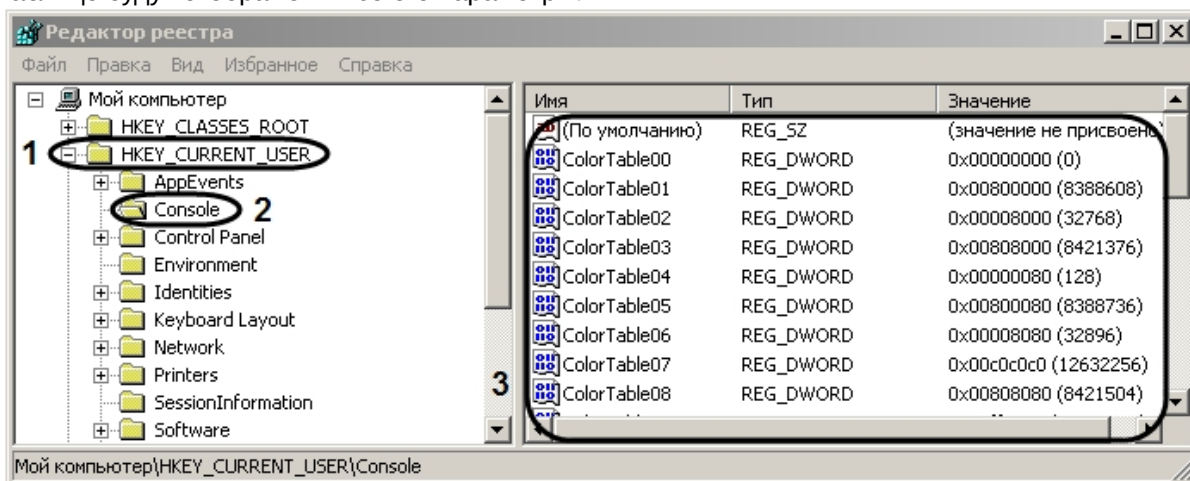 Редактор реестра
Файл Правка Вид Избранное Справка
Мой компьютер
HKEY_CLASSES_ROOT
1 HKEY_CURRENT_USER
AppEvents
Console 2
Control Panel
Environment
Identities
Keyboard Layout
Network
Printers
SessionInformation
Software
3
Имя Тип Значение
(По умолчанию) REG_SZ (значение не присвоено)
ColorTable00 REG_DWORD 0x00000000 (0)
ColorTable01 REG_DWORD 0x00800000 (8388608)
ColorTable02 REG_DWORD 0x00008000 (32768)
ColorTable03 REG_DWORD 0x00808000 (8421376)
ColorTable04 REG_DWORD 0x00000080 (128)
ColorTable05 REG_DWORD 0x00800080 (8388736)
ColorTable06 REG_DWORD 0x00008080 (32896)
ColorTable07 REG_DWORD 0x00c0c0c0 (12632256)
ColorTable08 REG_DWORD 0x00808080 (8421504)
Мой компьютер\HKEY_CURRENT_USER\Console